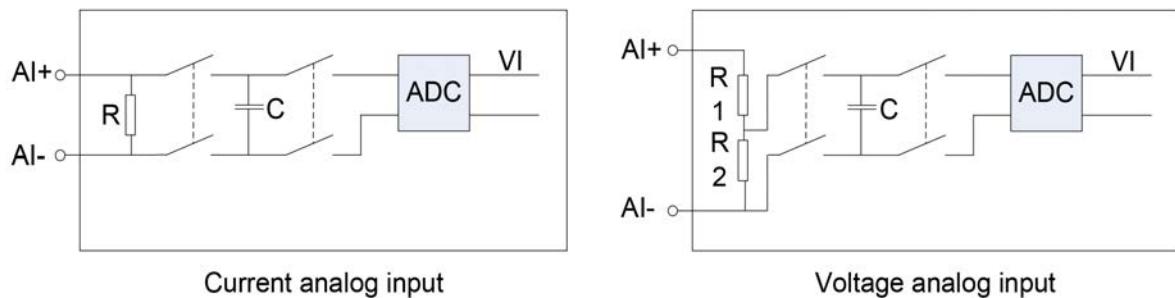 AI+
AI-
R
C
ADC
VI
Current analog input
AI+
AI-
R
1
R
2
C
ADC
VI
Voltage analog input